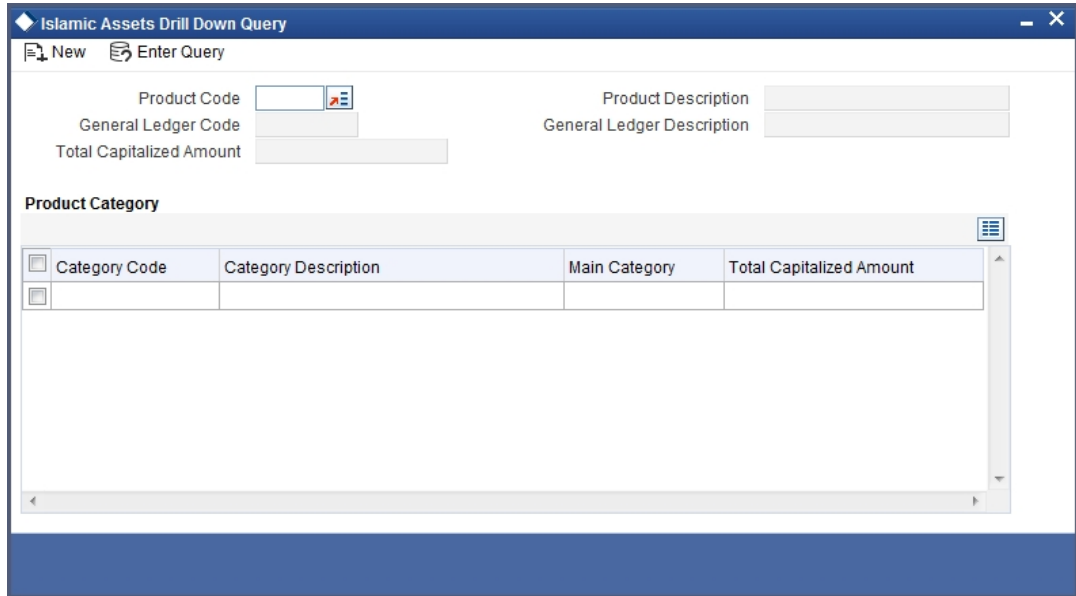 Islamic Assets Drill Down Query
New Enter Query
Product Code Product Description
General Ledger Code General Ledger Description
Total Capitalized Amount
Product Category
Category Code Category Description Main Category Total Capitalized Amount